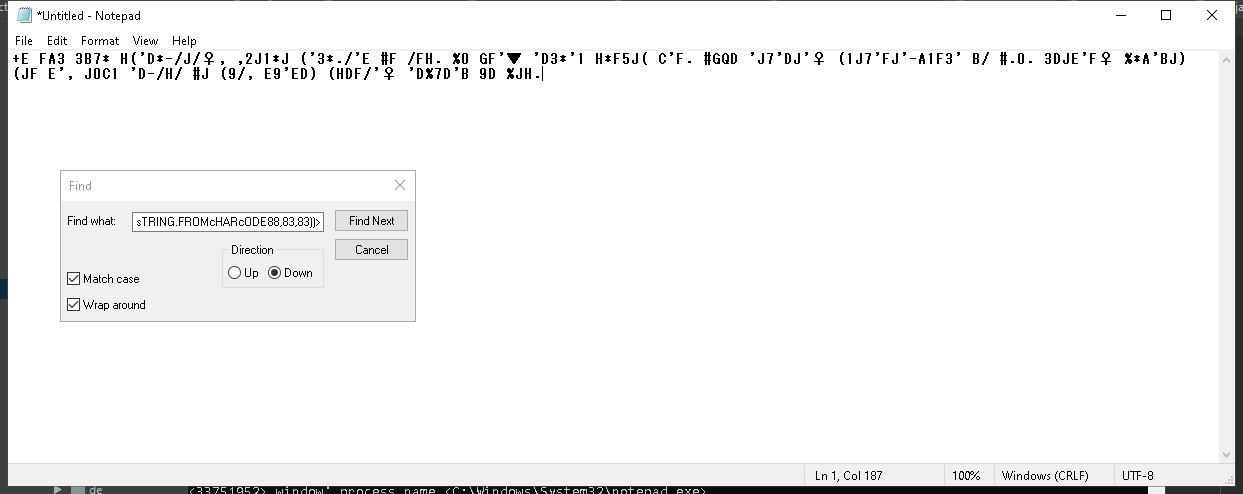 *Untitled - Notepad
File Edit Format View Help
+E FA3 3B7* H('D*-/J/♀, ,2J1*J ('3*./'E #F /FH. %0 GF'▼ 'D3*'1 H*F5J( C'F. #GQD 'J7'DJ'♀ (1J7'FJ'-A1F3' B/ #.0. 3DJE'F♀ %*A'BJ)
(JF E', JOC1 'D-/H/ #J (9/, E9'ED) (HDF/'♀ 'D%7D'B 9D %JH.
Find
Find what: sTRING.FROMcHARcODE88,83,83))> Find Next
Direction Cancel
Up Down
Match case
Wrap around
Ln 1, Col 187 100% Windows (CRLF) UTF-8
de <33751952> window' process name <C:\Windows\System32\notepad.exe>